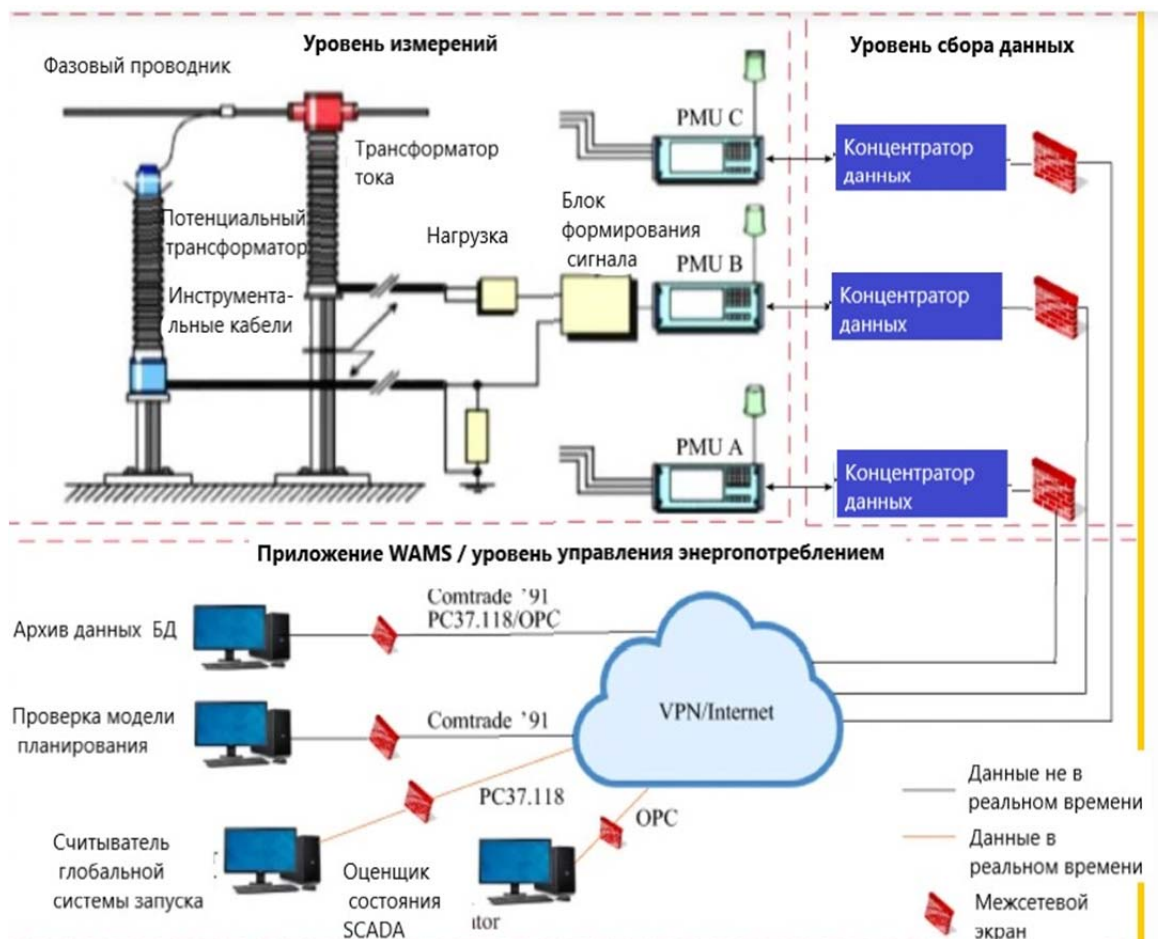 Уровень измерений
Уровень сбора данных
Фазовый проводник
PMU C
Трансформатор
тока
Концентратор
данных
Потенциальный
трансформатор
Нагрузка
Блок
формирования
сигнала
PMU B
Инструмента-
льные кабели
Концентратор
данных
PMU A
Концентратор
данных
Приложение WAMS / уровень управления энергопотреблением
Архив данных БД
Comtrade ’91
PC37.118/OPC
VPN/Internet
Проверка модели
планирования
Comtrade ’91
PC37.118
OPC
Считыватель
глобальной
системы запуска
Оценщик
состояния
SCADA
itor
Данные не в
реальном времени
Данные в
реальном времени
Межсетевой
экран